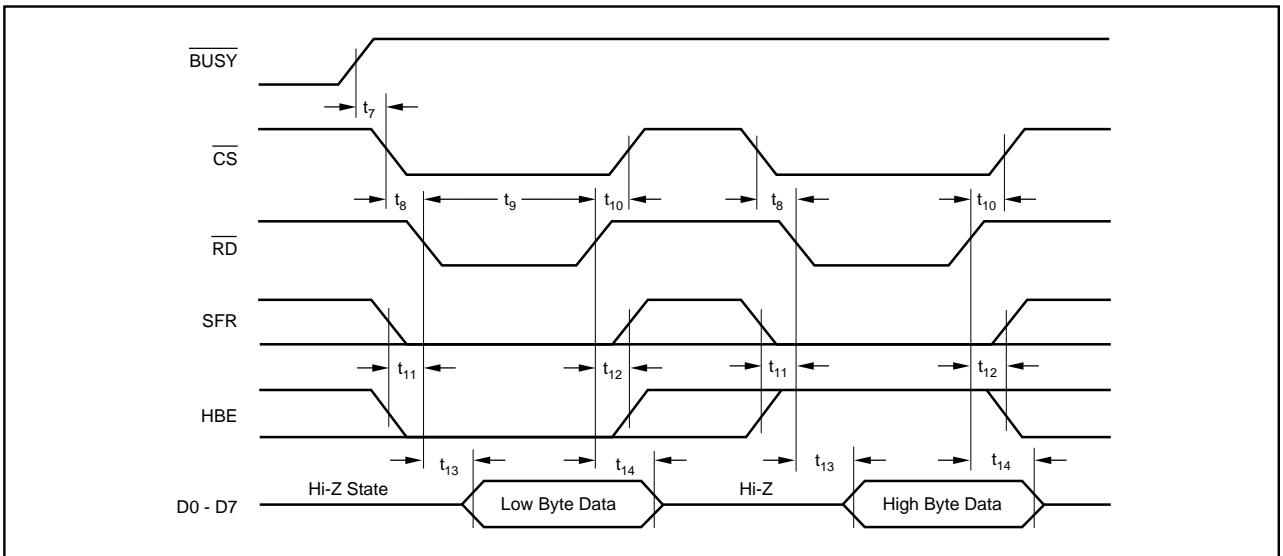 BUSY
t7
CS
t8 t9 t10 t8 t10
RD
SFR
t11 t12 t11 t12
HBE
t13 t14 t13 t14
D0 - D7 Hi-Z State Low Byte Data Hi-Z High Byte Data